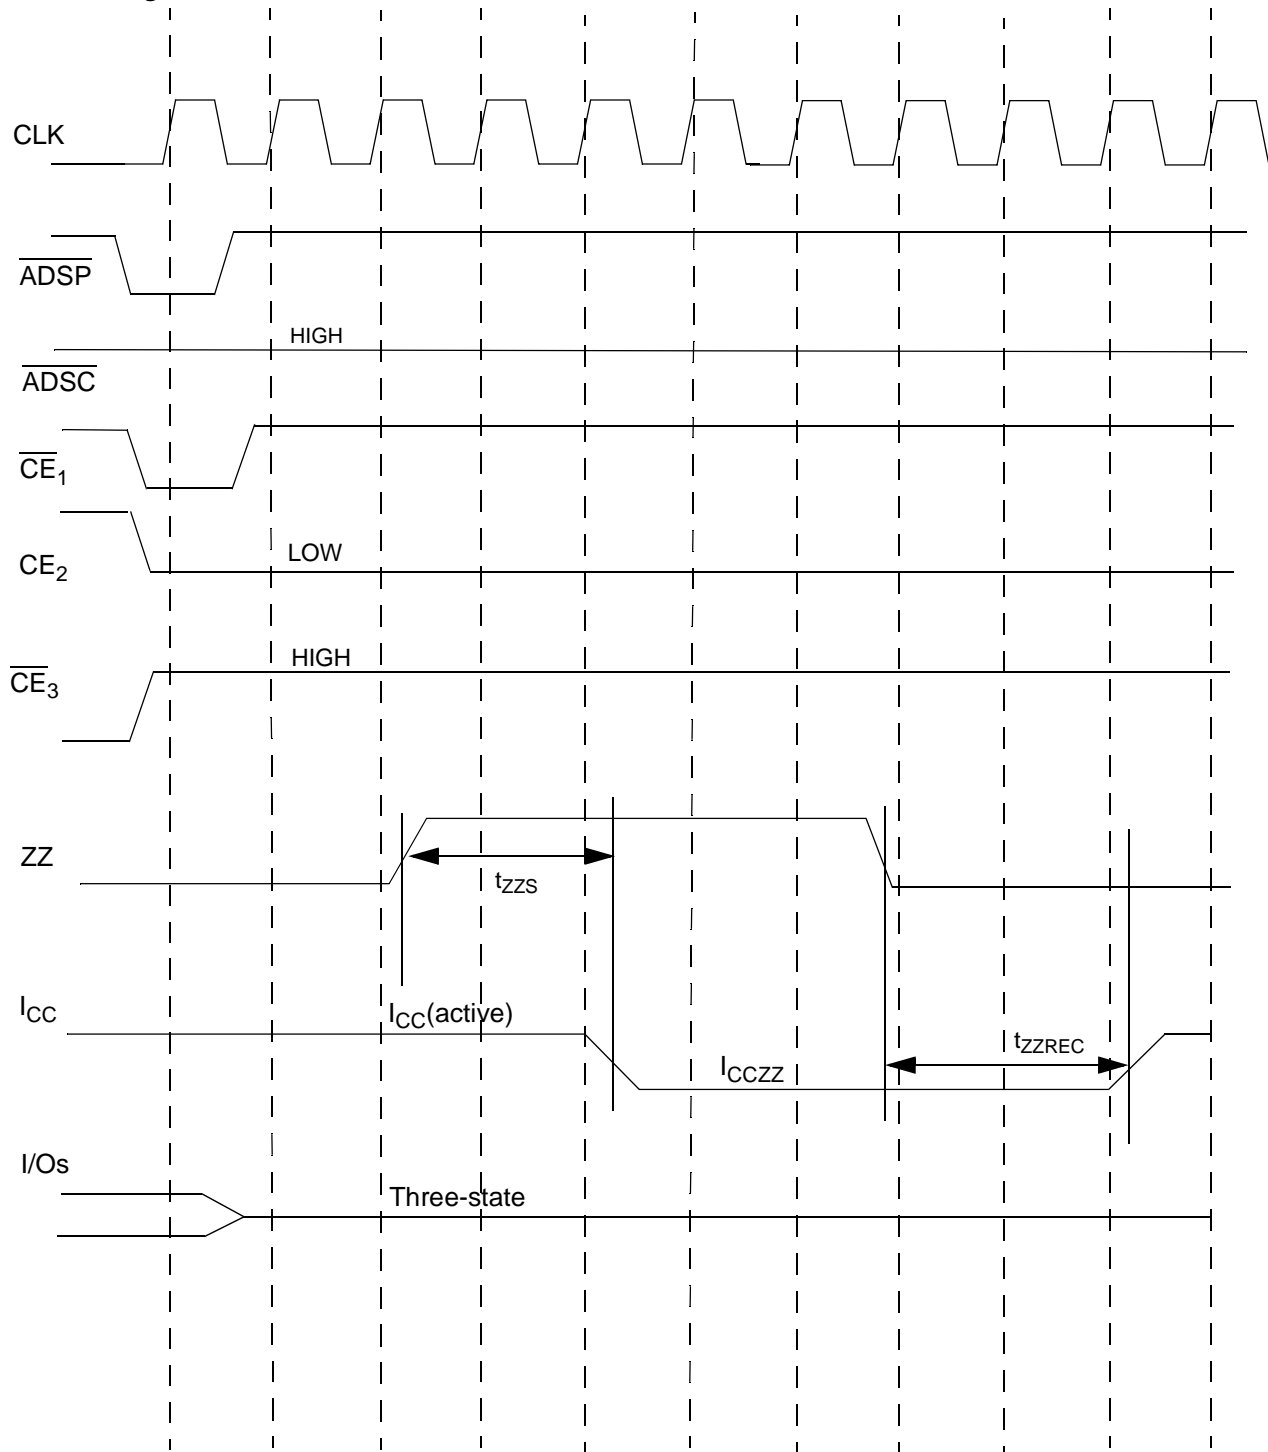 CLK
ADSP
HIGH
ADSC
CE1
LOW
CE2
HIGH
CE3
ZZ
tZZS
ICC
ICC(active)
tZZREC
ICCZZ
I/Os
Three-state